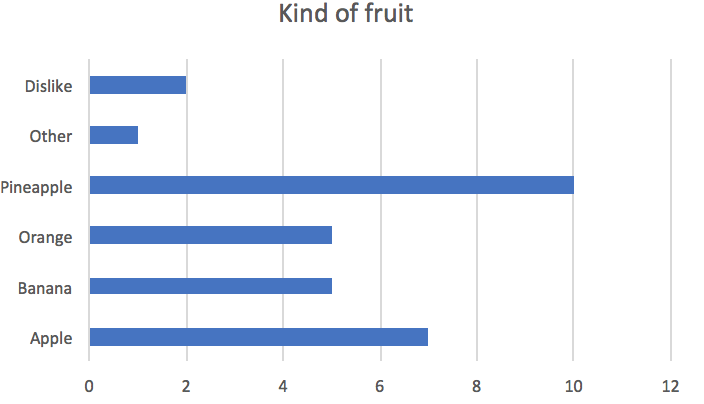 Kind of fruit
Dislike
Other
Pineapple
Orange
Banana
Apple
0 2 4 6 8 10 12